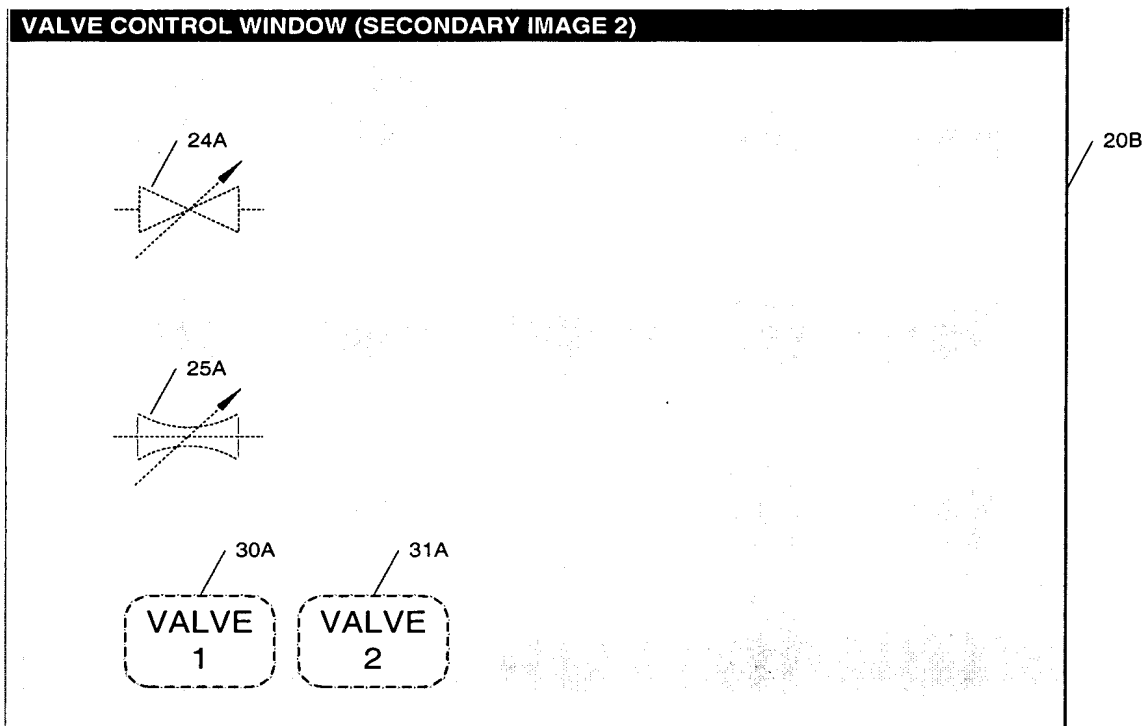 VALVE CONTROL WINDOW (SECONDARY IMAGE 2)
24A
20B
25A
30A
31A
VALVE
1
VALVE
2